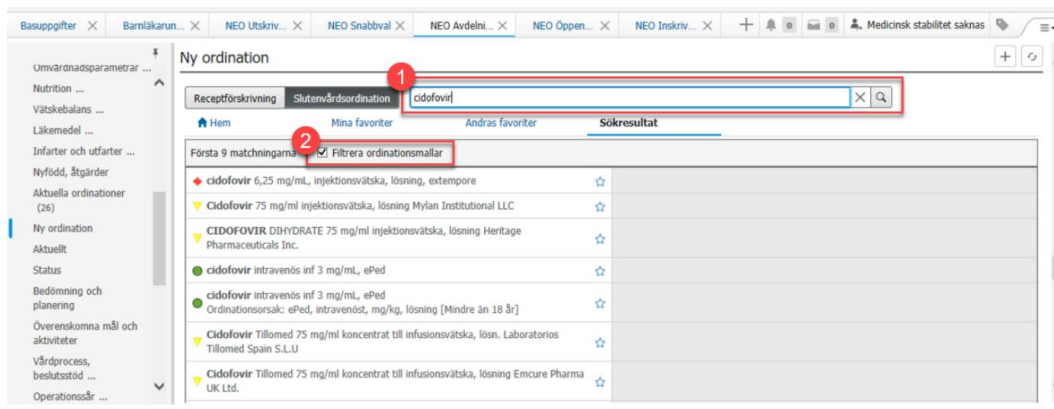 Basuppgifter
Barnläkarun...
NEO Utskriv...
NEO Snabbval
NEO Avdelni...
NEO Öppen...
NEO Inskriv...
0
0
Medicinsk stabilitet saknas
Omvårdnadsparametrar ...
Nutrition ...
Vätskebalans ...
Läkemedel ...
Infarter och utfarter ...
Nyfödd, åtgärder
Aktuella ordinationer
(26)
Ny ordination
Aktuellt
Status
Bedömning och
planering
Överenskomna mål och
aktiviteter
Vårdprocess,
beslutsstöd ...
Operationssår ...
Ny ordination
1
Receptförskrivning
Slutenvårdsordination
cidofovir
Hem
Mina favoriter
Andras favoriter
Sökresultat
2
Första 9 matchningarna
Filtrera ordinationsmallar
cidofovir 6,25 mg/mL, injektionsvätska, lösning, extempore
Cidofovir 75 mg/ml injektionsvätska, lösning Mylan Institutional LLC
CIDOFOVIR DIHYDRATE 75 mg/ml injektionsvätska, lösning Heritage
Pharmaceuticals Inc.
cidofovir intravenös inf 3 mg/mL, ePed
cidofovir intravenös inf 3 mg/mL, ePed
Ordinationsorsak: ePed, intravenöst, mg/kg, lösning [Mindre än 18 år]
Cidofovir Tillomed 75 mg/ml koncentrat till infusionsvätska, lösn. Laboratorios
Tillomed Spain S.L.U
Cidofovir Tillomed 75 mg/ml koncentrat till infusionsvätska, lösning Emcure Pharma
UK Ltd.